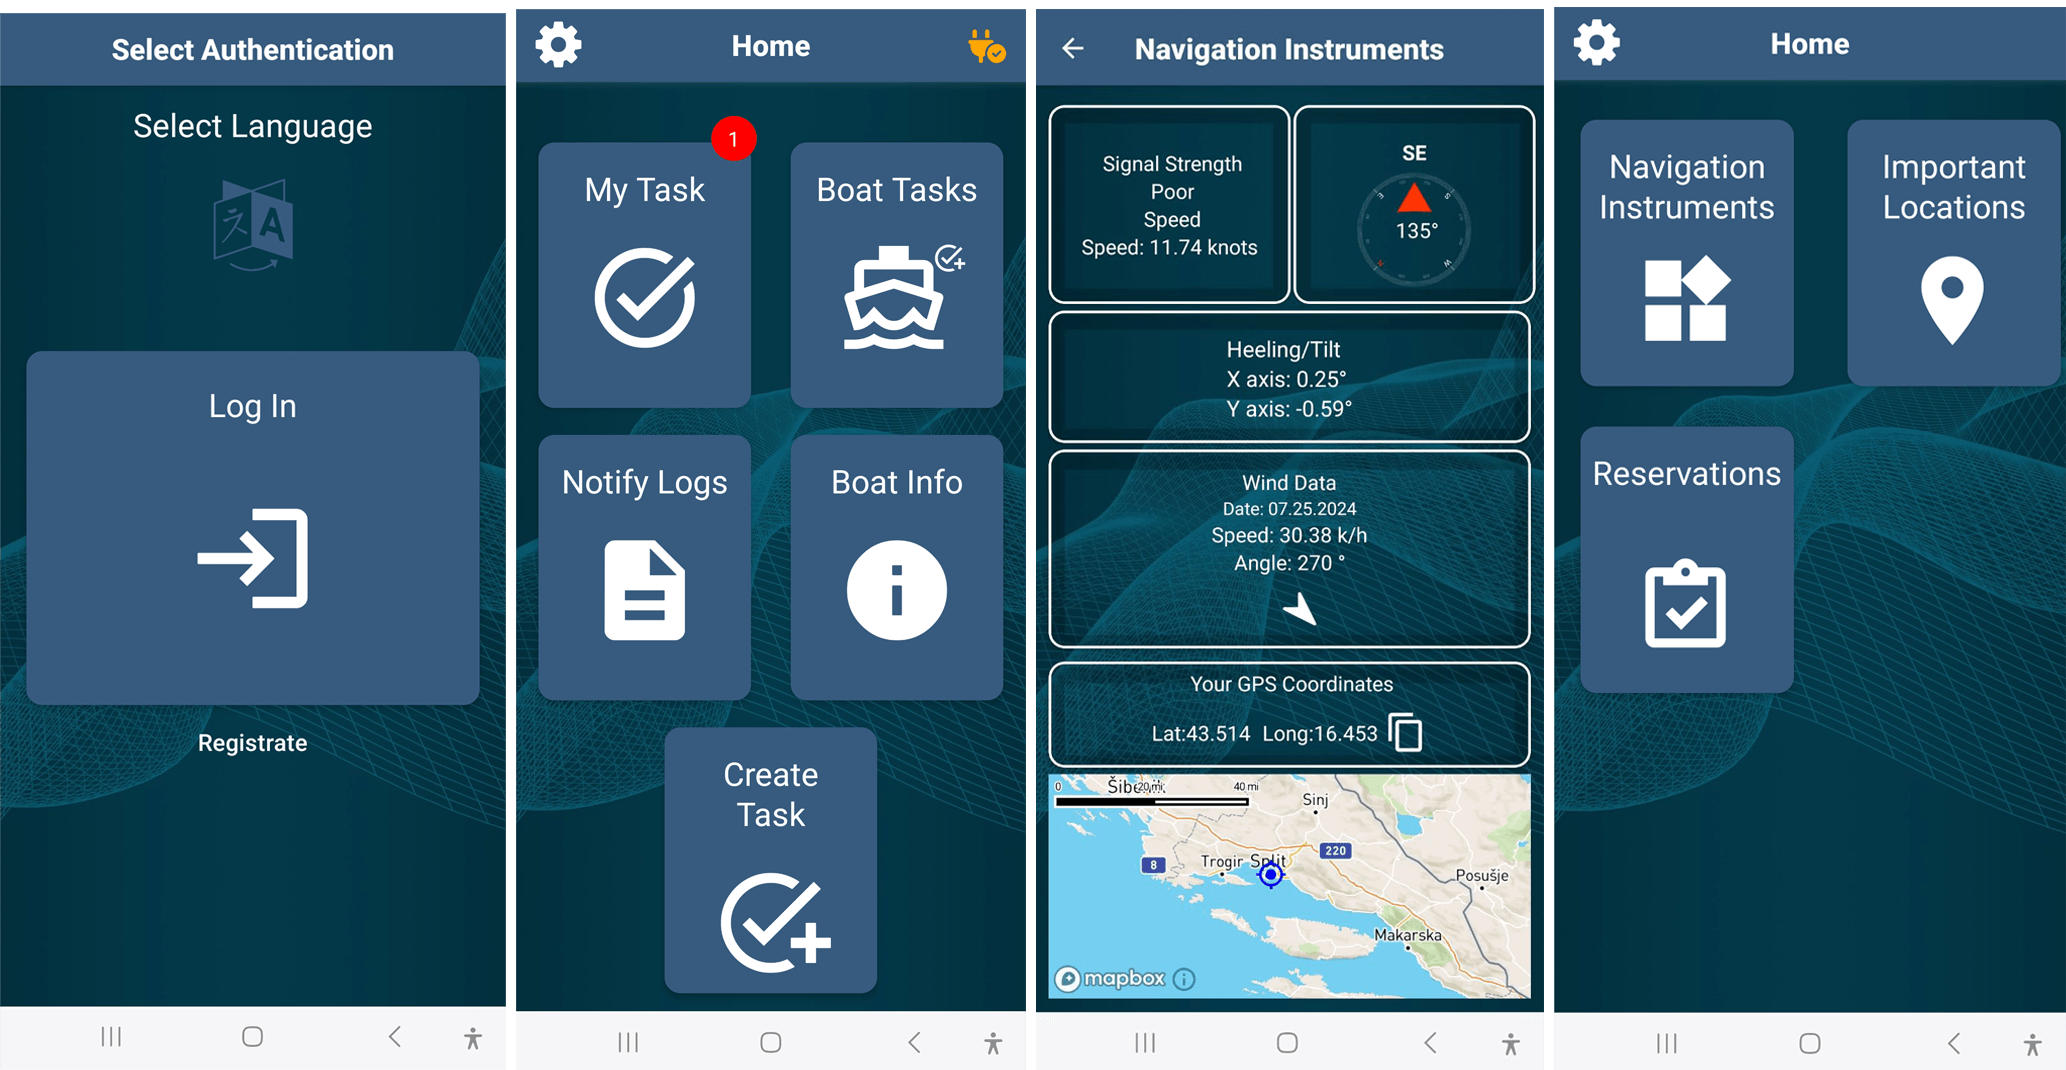 Select Authentication
Select Language
Log In
Registrate
Home
1
My Task
Boat Tasks
Notify Logs
Boat Info
Create
Task
Navigation Instruments
Signal Strength
Poor
Speed
Speed: 11.74 knots
SE
135°
Heeling/Tilt
X axis: 0.25°
Y axis: -0.59°
Wind Data
Date: 07.25.2024
Speed: 30.38 k/h
Angle: 270 °
Your GPS Coordinates
Lat:43.514 Long:16.453
0 20 mi 40 mi
Sinj
220
8
Trogir Split
Posušje
Makarska
mapbox
Home
Navigation
Instruments
Important
Locations
Reservations